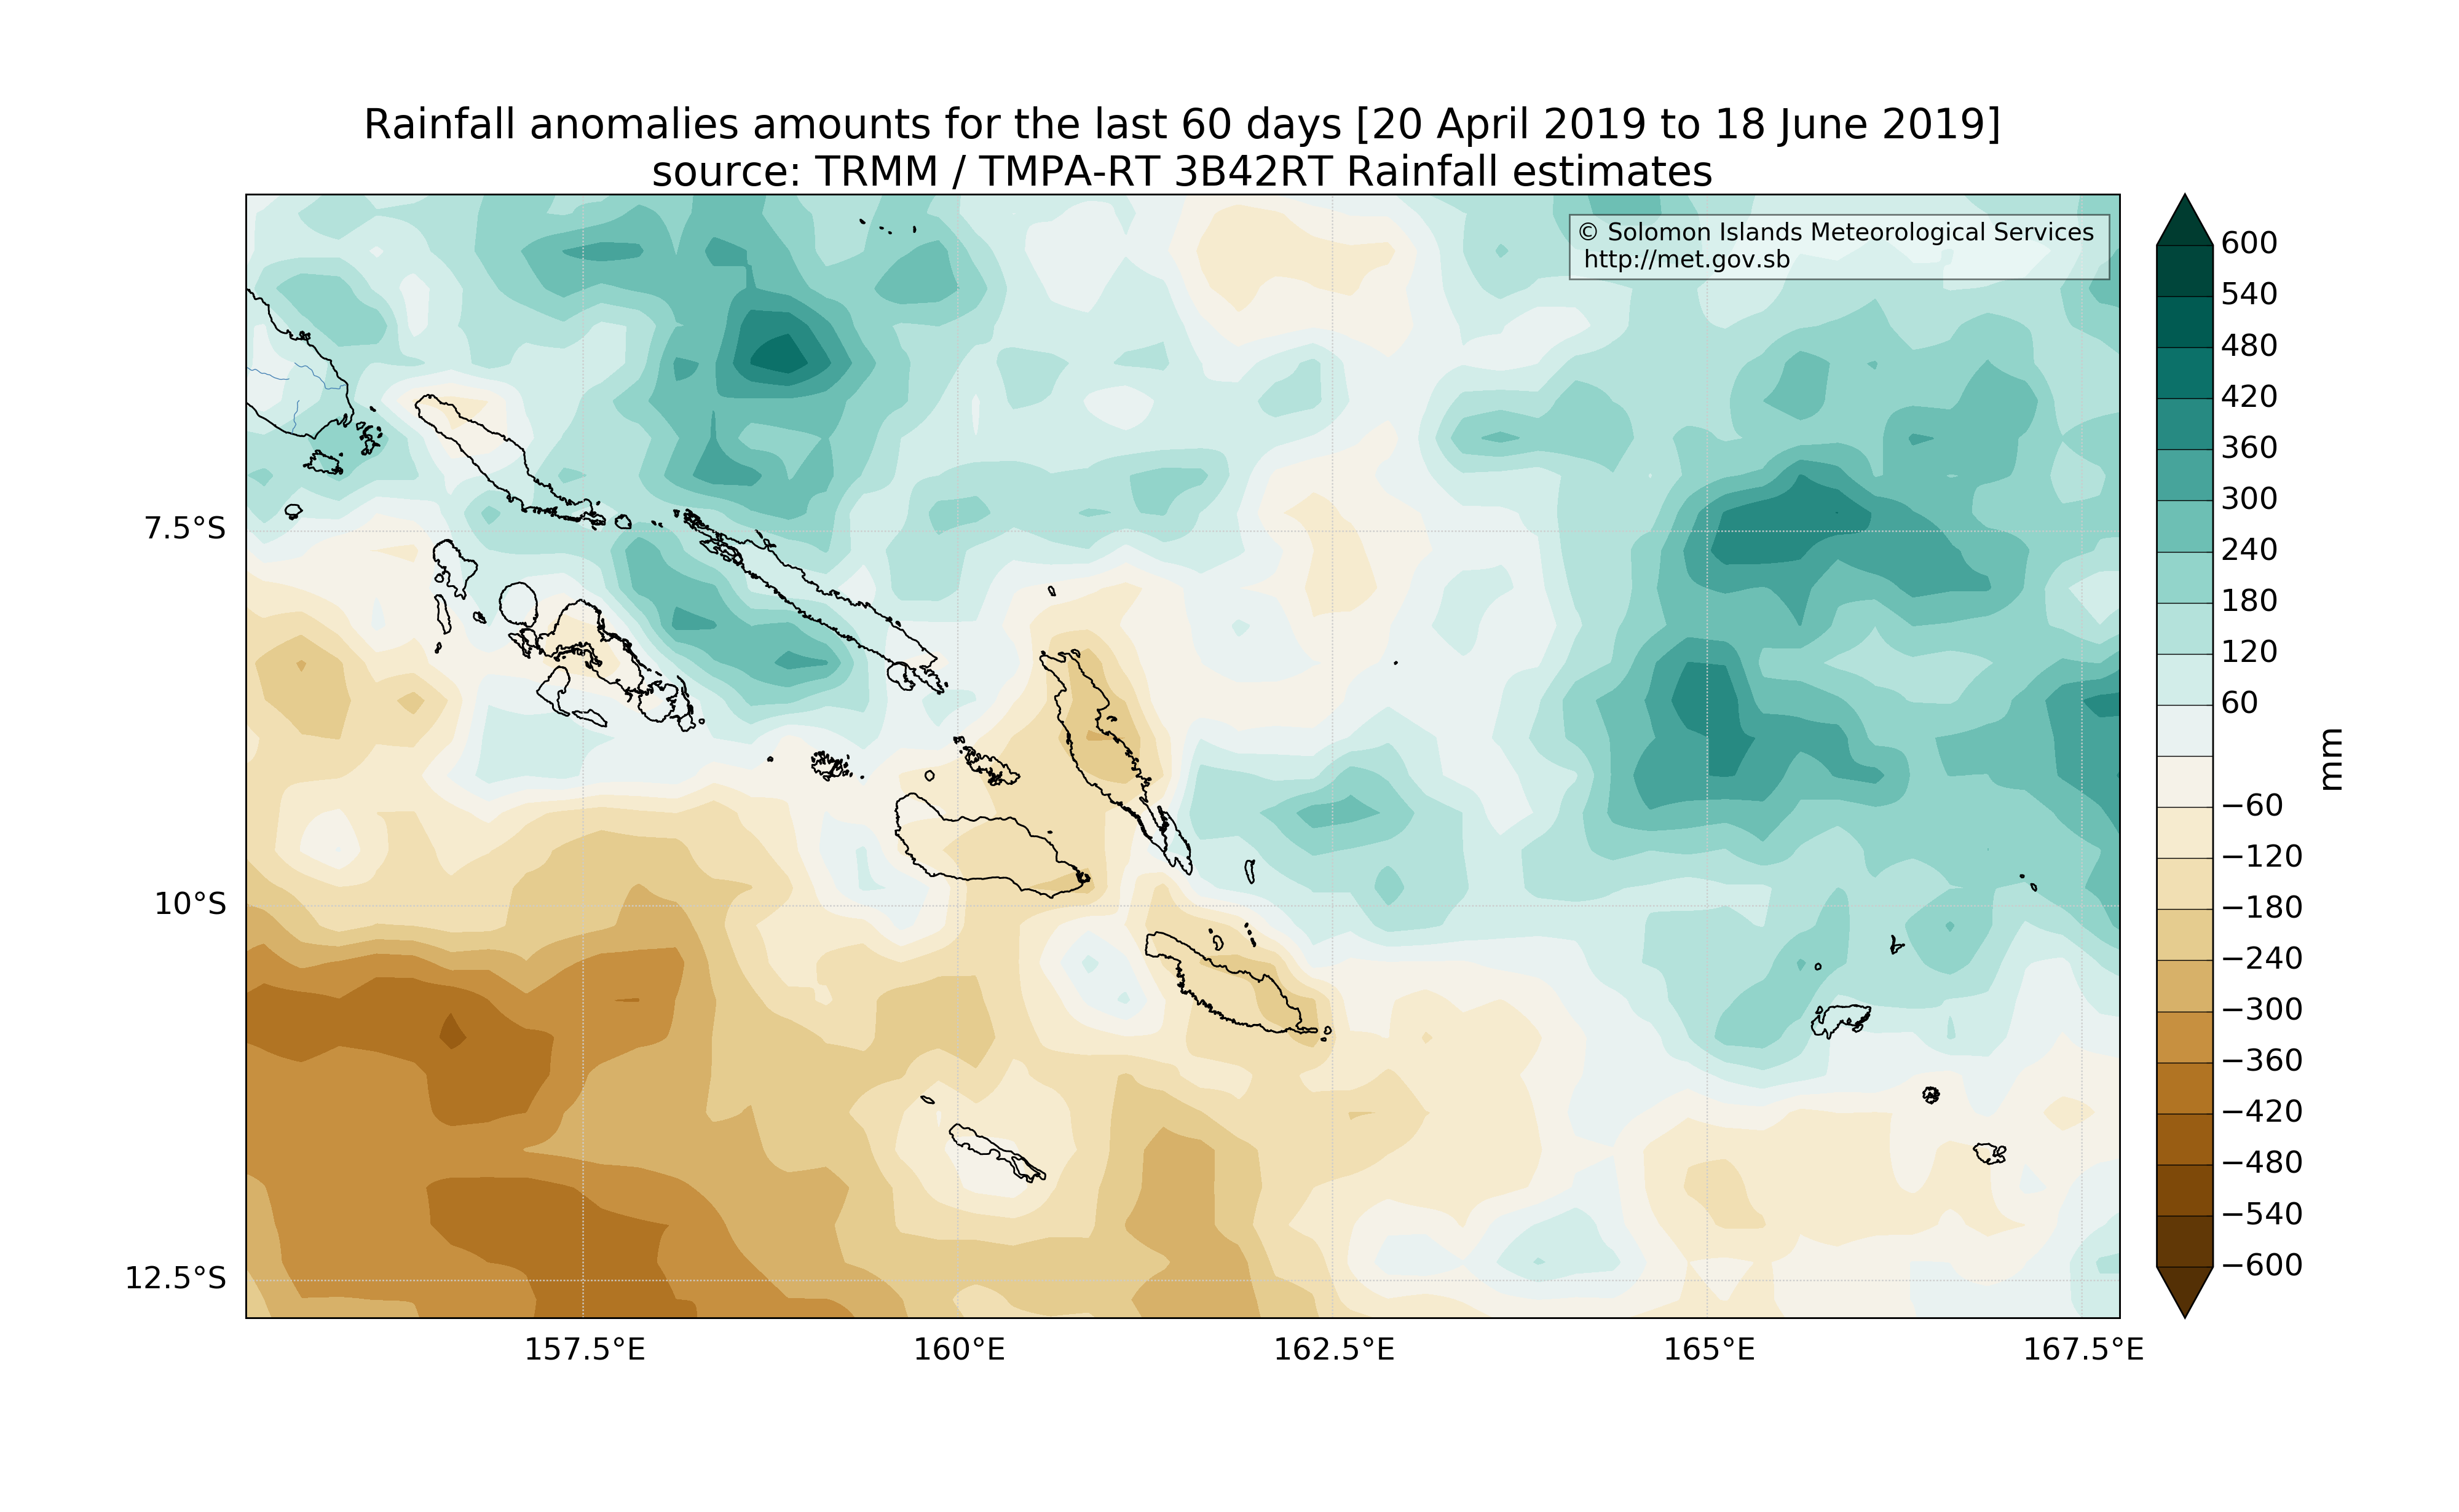 Rainfall anomalies amounts for the last 60 days [20 April 2019 to 18 June 2019]
source: TRMM / TMPA-RT 3B42RT Rainfall estimates
© Solomon Islands Meteorological Services
http://met.gov.sb
7.5°S
10°S
12.5°S
157.5°E
160°E
162.5°E
165°E
167.5°E
600
540
480
420
360
300
240
180
120
60
−60
−120
−180
−240
−300
−360
−420
−480
−540
−600
mm